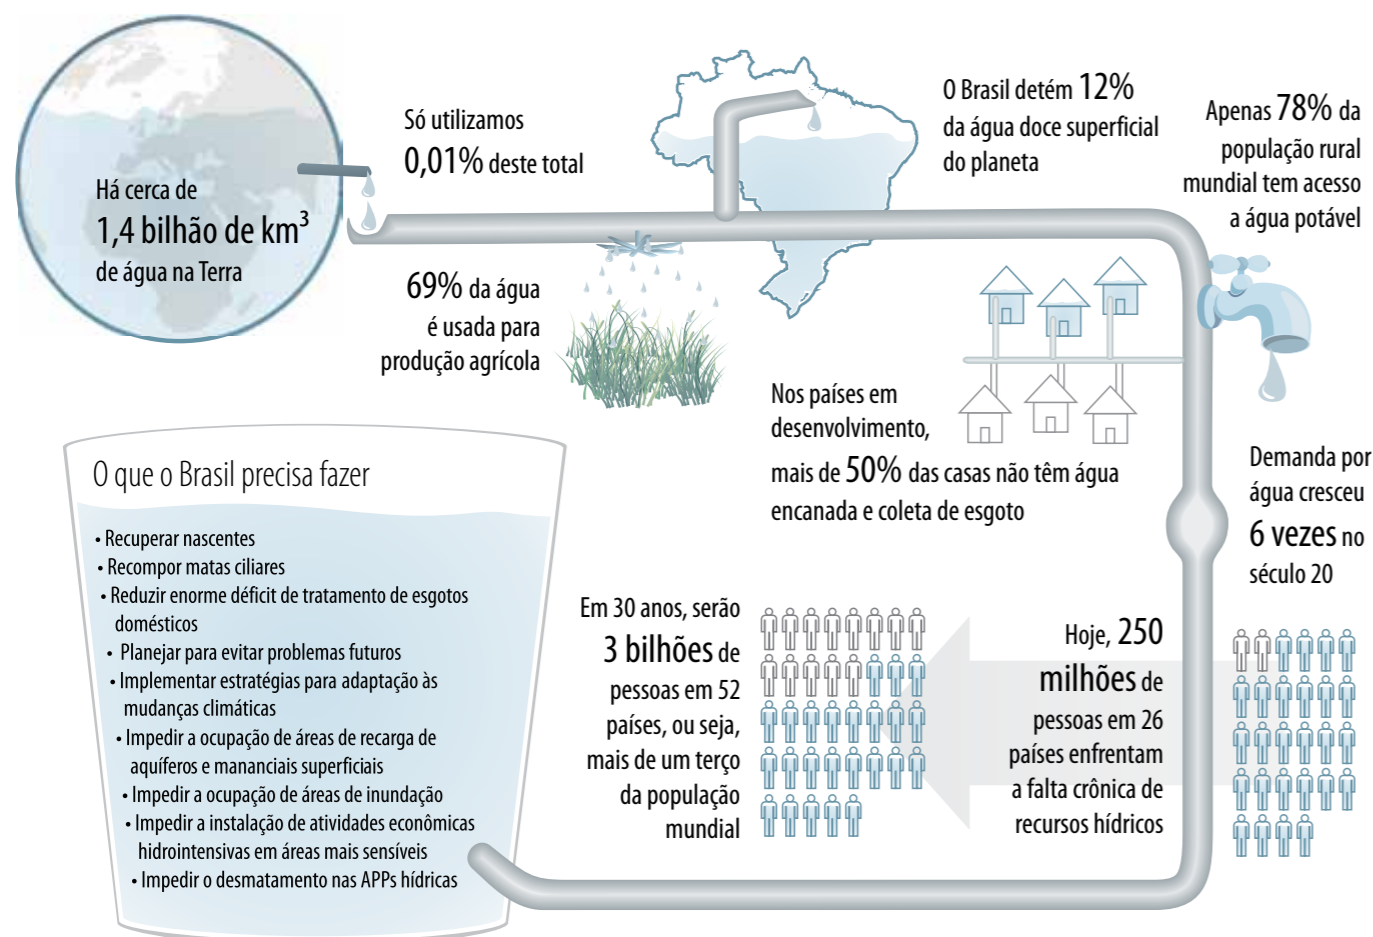 Há cerca de
1,4 bilhão de km³
de água na Terra
Só utilizamos
0,01% deste total
O Brasil detém 12%
da água doce superficial
do planeta
Apenas 78% da
população rural
mundial tem acesso
a água potável
69% da água
é usada para
produção agrícola
Nos países em
desenvolvimento,
mais de 50% das casas não têm água
encanada e coleta de esgoto
Demanda por
água cresceu
6 vezes no
século 20
Hoje, 250
milhões de
pessoas em 26
países enfrentam
a falta crônica de
recursos hídricos
Em 30 anos, serão
3 bilhões de
pessoas em 52
países, ou seja,
mais de um terço
da população
mundial
O que o Brasil precisa fazer
• Recuperar nascentes
• Recompor matas ciliares
• Reduzir enorme déficit de tratamento de esgotos
domésticos
• Planejar para evitar problemas futuros
• Implementar estratégias para adaptação às
mudanças climáticas
• Impedir a ocupação de áreas de recarga de
aquíferos e mananciais superficiais
• Impedir a ocupação de áreas de inundação
• Impedir a instalação de atividades econômicas
hidrointensivas em áreas mais sensíveis
• Impedir o desmatamento nas APPs hídricas